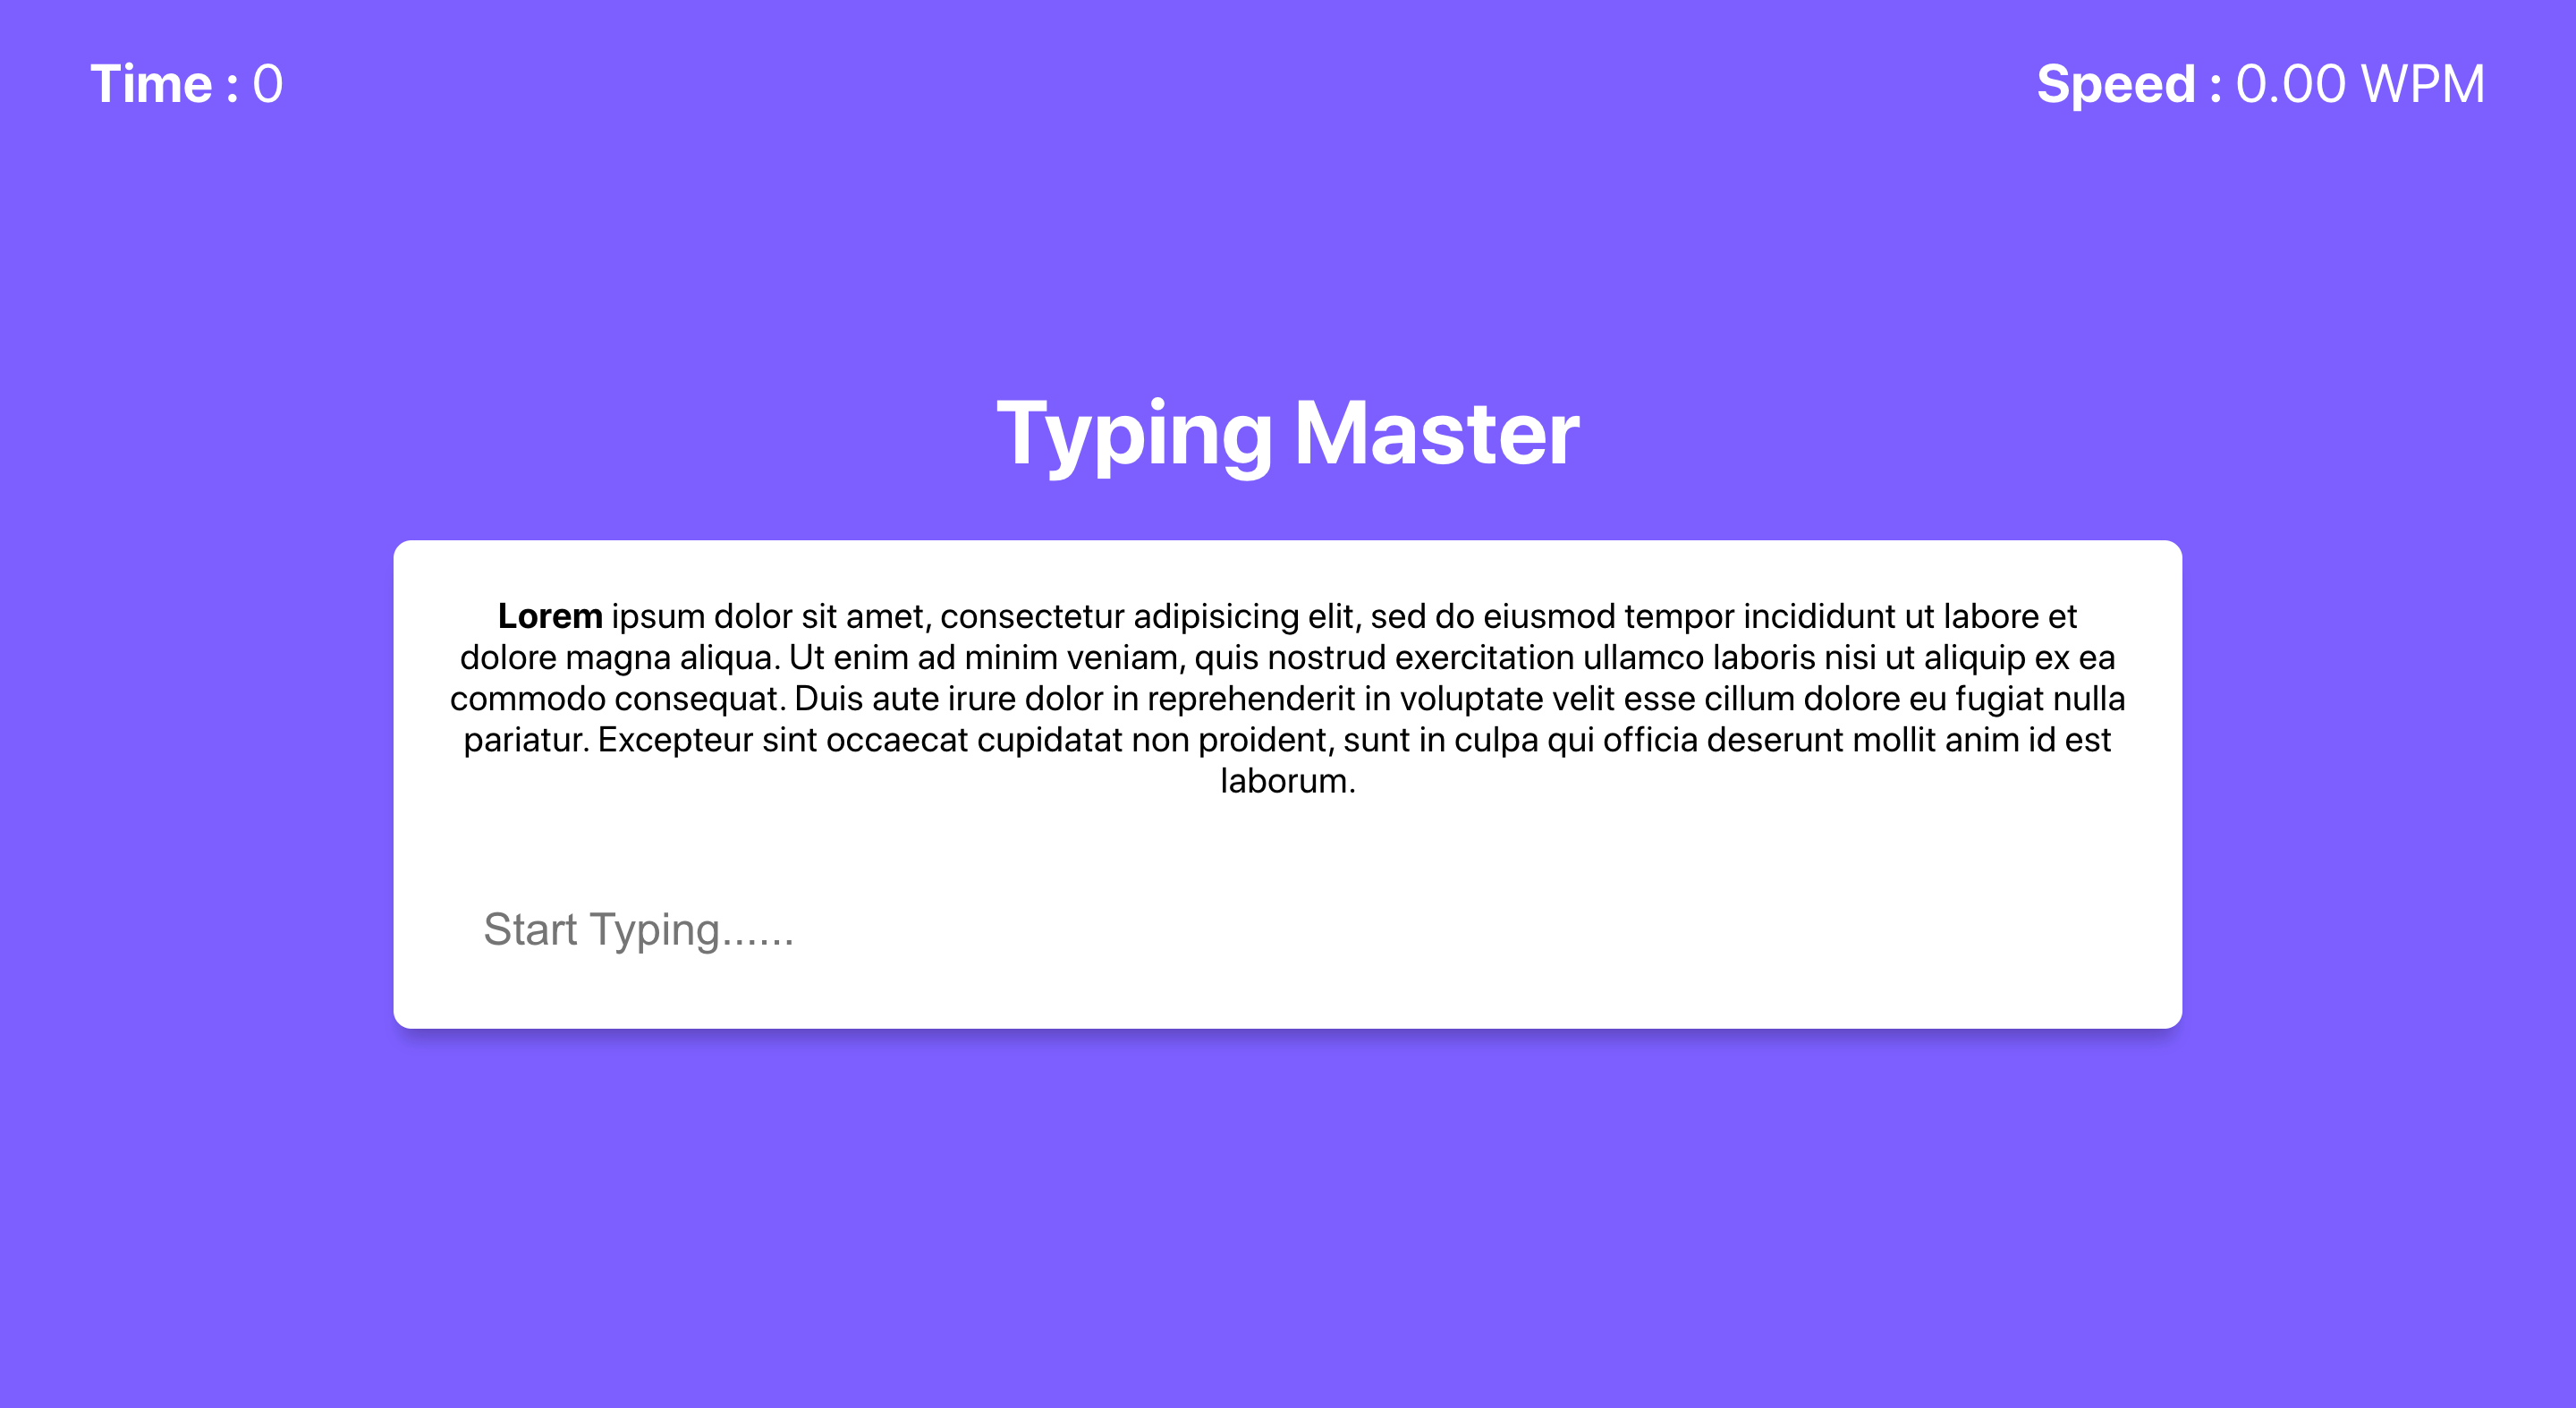 Time : 0
Speed : 0.00 WPM
Typing Master
Lorem ipsum dolor sit amet, consectetur adipisicing elit, sed do eiusmod tempor incididunt ut labore et
dolore magna aliqua. Ut enim ad minim veniam, quis nostrud exercitation ullamco laboris nisi ut aliquip ex ea
commodo consequat. Duis aute irure dolor in reprehenderit in voluptate velit esse cillum dolore eu fugiat nulla
pariatur. Excepteur sint occaecat cupidatat non proident, sunt in culpa qui officia deserunt mollit anim id est
laborum.
Start Typing......